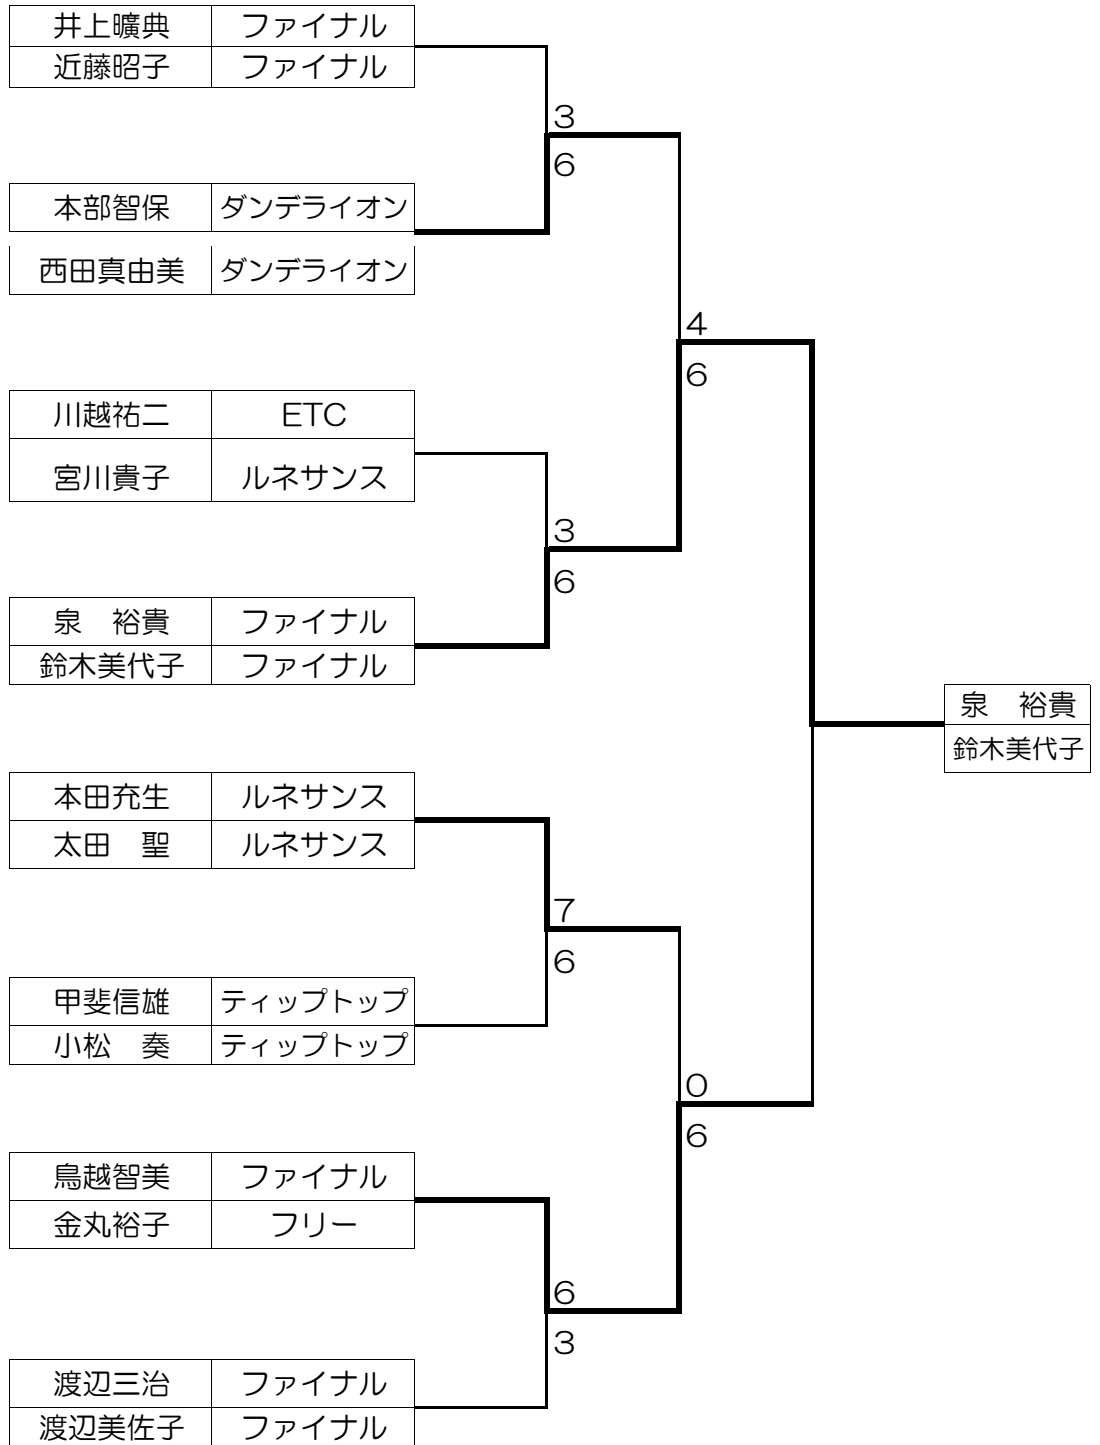 井上曠典 ファイナル
近藤昭子 ファイナル
3
6
本部智保 ダンデライオン
西田真由美 ダンデライオン
4
6
川越祐二 ETC
宮川貴子 ルネサンス
3
6
泉　裕貴 ファイナル
鈴木美代子 ファイナル
泉　裕貴
鈴木美代子
本田充生 ルネサンス
太田　聖 ルネサンス
7
6
甲斐信雄 ティップトップ
小松　奏 ティップトップ
0
6
鳥越智美 ファイナル
金丸裕子 フリー
6
3
渡辺三治 ファイナル
渡辺美佐子 ファイナル